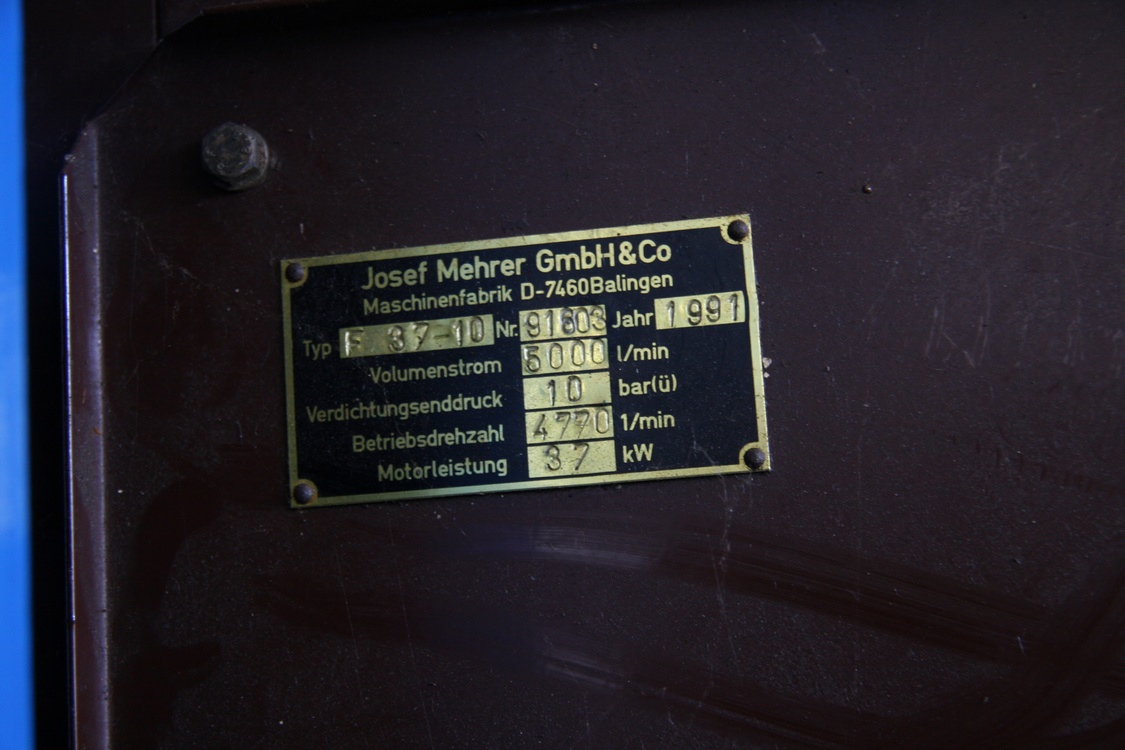 Josef Mehrer GmbH&Co
Maschinenfabrik D-7460Balingen
Typ F 37-10 Nr. 91803 Jahr 1991
Volumenstrom 5000 l/min
Verdichtungsenddruck 10 bar(ü)
Betriebsdrehzahl 4770 1/min
Motorleistung 37 kW